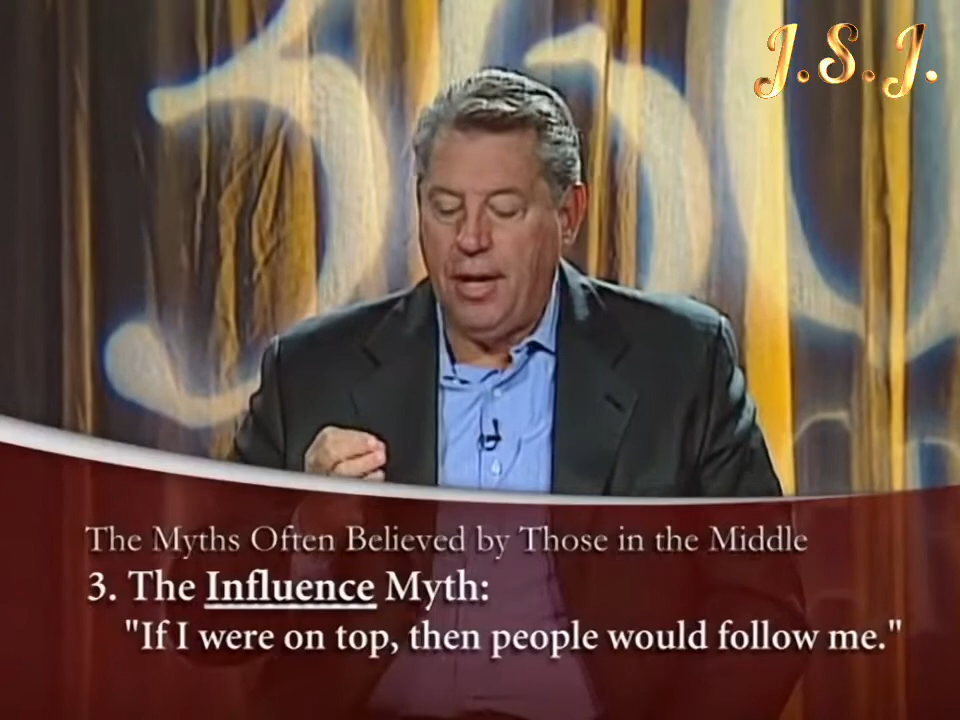 J.S.J.
360
The Myths Often Believed by Those in the Middle
3. The Influence Myth:
"If I were on top, then people would follow me."